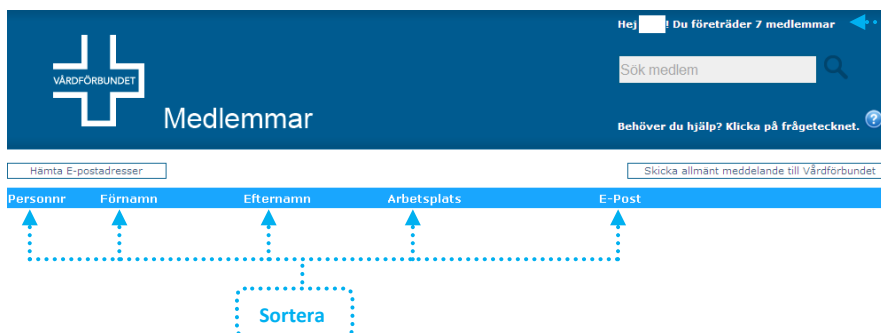 Hej ! Du företräder 7 medlemmar
VÅRDFÖRBUNDET
Sök medlem
Medlemmar
Behöver du hjälp? Klicka på frågetecknet. ?
Hämta E-postadresser
Skicka allmänt meddelande till Vårdförbundet
Personnr Förnamn Efternamn Arbetsplats E-Post
Sortera